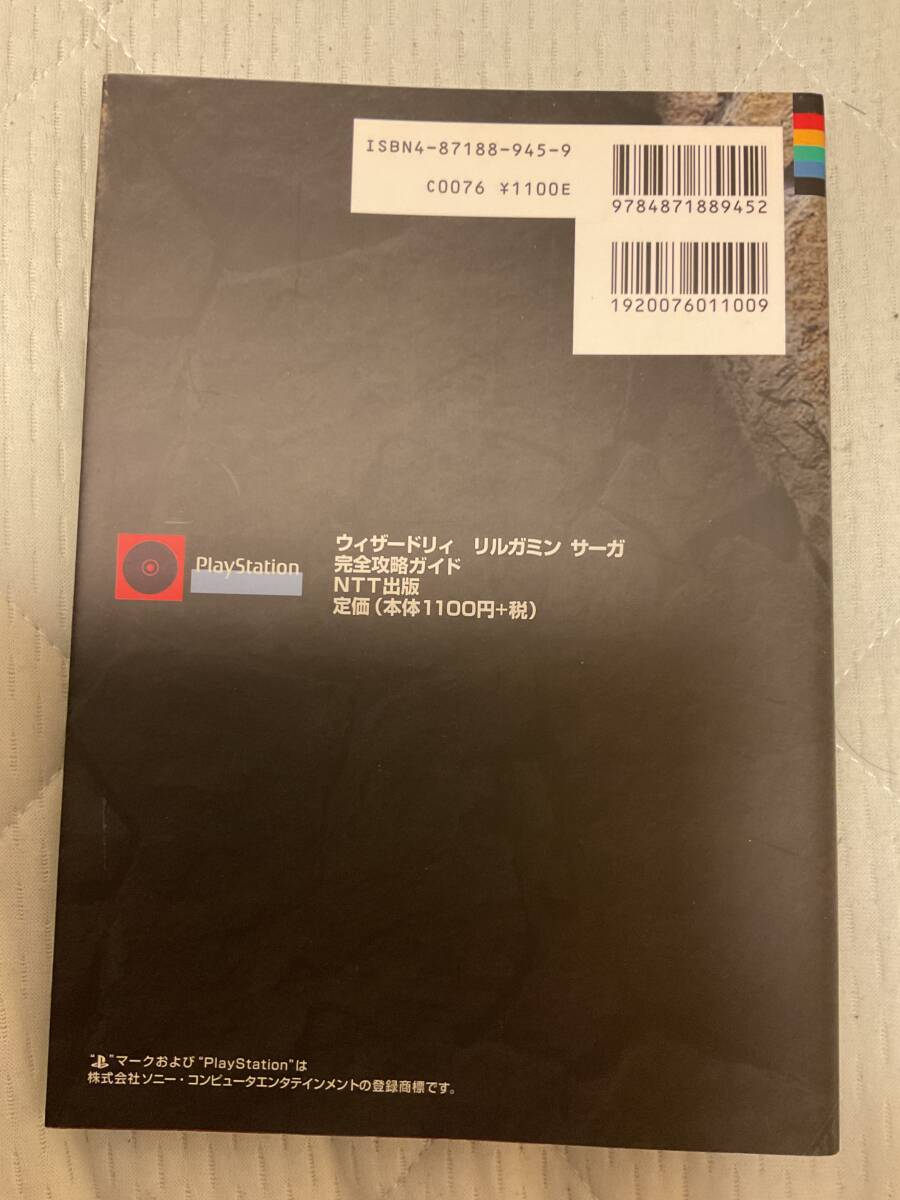 ISBN4-87188-945-9
C0076 ¥1100E
9784871889452
1920076011009
PlayStation
ウィザードリィ　リルガミン サーガ
完全攻略ガイド
NTT出版
定価(本体1100円+税)
“PS”マークおよび“PlayStation”は
株式会社ソニー・コンピュータエンタテインメントの登録商標です。